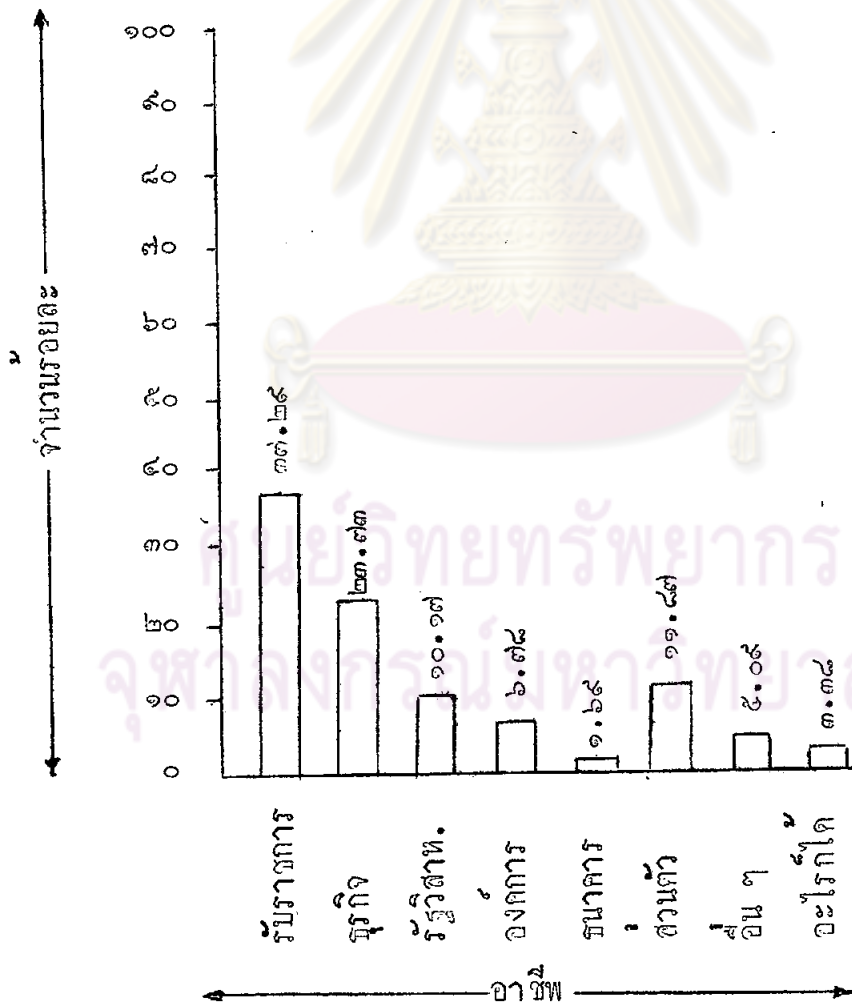 จำนวนร้อยละ
๑๐๐
๙๐
๘๐
๗๐
๖๐
๕๐
๔๐
๓๐
๒๐
๑๐
0
๓๗.๒๙
๒๓.๗๓
๑๐.๑๗
๖.๗๘
๑.๖๙
๑๑.๘๗
๕.๐๙
๓.๓๘
รับราชการ
ธุรกิจ
รัฐวิสาห.
องค์การ
ธนาคาร
ส่วนตัว
อื่น ๆ
อะไรก็ได้
อาชีพ
ศูนย์วิทยทรัพยากร
จุฬาลงกรณ์มหาวิทยาล